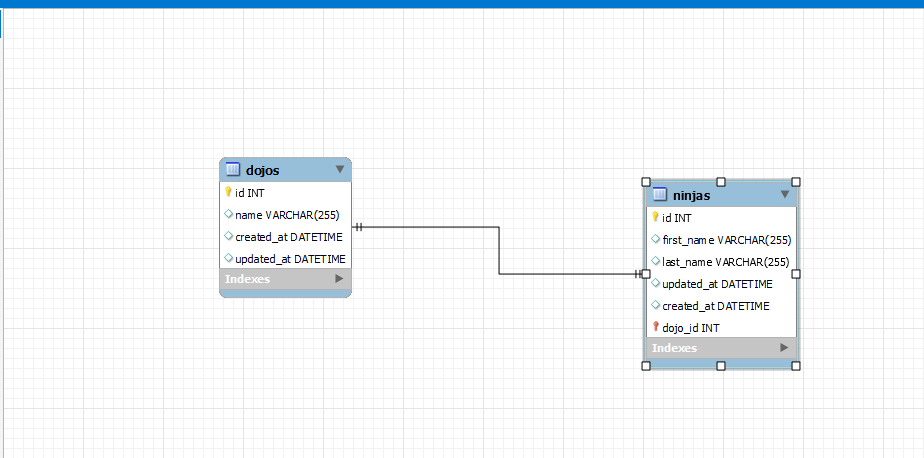 dojos
id INT
name VARCHAR(255)
created_at DATETIME
updated_at DATETIME
Indexes
ninjas
id INT
first_name VARCHAR(255)
last_name VARCHAR(255)
updated_at DATETIME
created_at DATETIME
dojo_id INT
Indexes